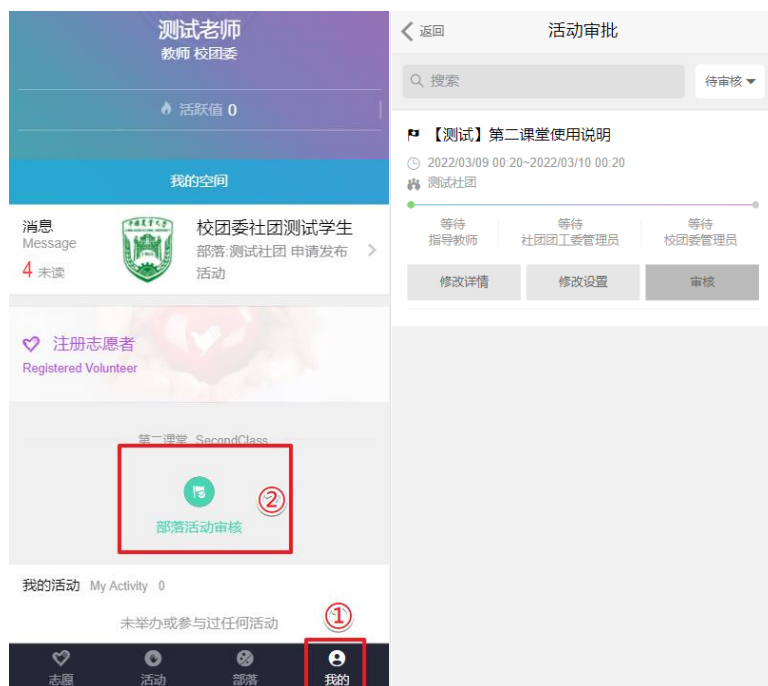 测试老师
教师 校团委
活跃值 0
我的空间
消息
Message
4 未读
校团委社团测试学生
部落:测试社团 申请发布
活动
注册志愿者
Registered Volunteer
第二课堂 SecondClass
②
部落活动审核
我的活动 My Activity 0
未举办或参与过任何活动
①
志愿 活动 部落 我的
返回 活动审批
搜索 待审核
【测试】第二课堂使用说明
2022/03/09 00:20~2022/03/10 00:20
测试社团
等待 等待 等待
指导教师 社团团工委管理员 校团委管理员
修改详情 修改设置 审核